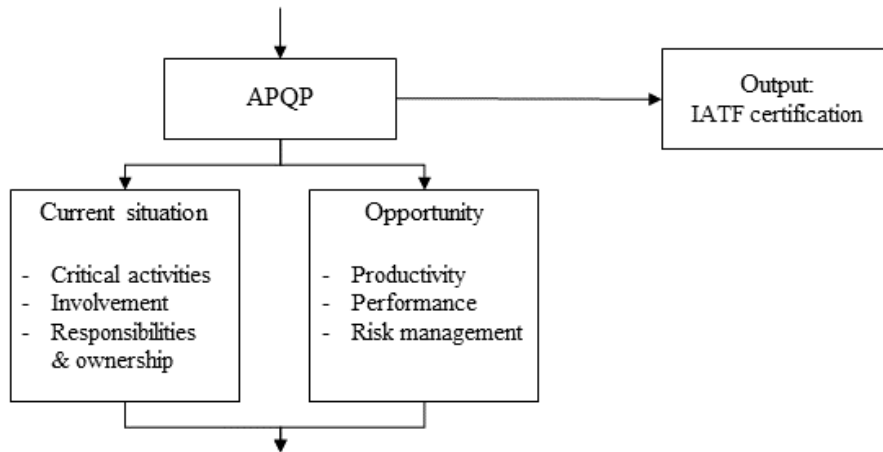 APQP
Output:
IATF certification
Current situation
- Critical activities
- Involvement
- Responsibilities
& ownership
Opportunity
- Productivity
- Performance
- Risk management